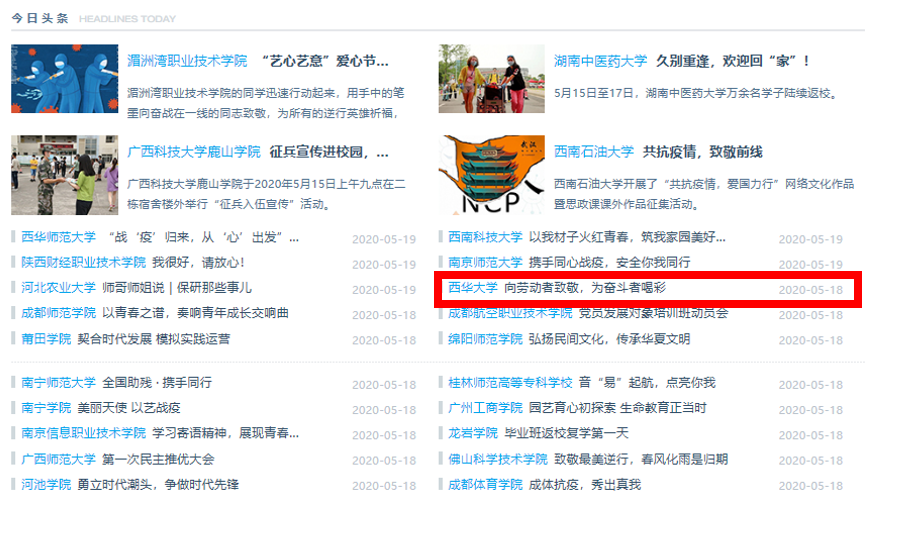 今日头条 HEADLINES TODAY
湄洲湾职业技术学院 “艺心艺意”爱心节...
湄洲湾职业技术学院的同学迅速行动起来，用手中的笔
墨向奋战在一线的同志致敬，为所有的逆行英雄祈福，
湖南中医药大学 久别重逢，欢迎回“家”！
5月15日至17日，湖南中医药大学万余名学子陆续返校。
广西科技大学鹿山学院 征兵宣传进校园，...
广西科技大学鹿山学院于2020年5月15日上午九点在二
栋宿舍楼外举行“征兵入伍宣传”活动。
武汉
NCP
西南石油大学 共抗疫情，致敬前线
西南石油大学开展了“共抗疫情，爱国力行”网络文化作品
暨思政课课外作品征集活动。
西华师范大学 “战‘疫’归来，从‘心’出发”... 2020-05-19
陕西财经职业技术学院 我很好，请放心！ 2020-05-19
河北农业大学 师哥师姐说 | 保研那些事儿 2020-05-19
成都师范学院 以青春之谱，奏响青年成长交响曲 2020-05-18
莆田学院 契合时代发展 模拟实践运营 2020-05-18
西南科技大学 以我材子火红青春，筑我家园美好... 2020-05-19
南京师范大学 携手同心战疫，安全你我同行 2020-05-19
西华大学 向劳动者致敬，为奋斗者喝彩 2020-05-18
成都航空职业技术学院 党员发展对象培训班动员会 2020-05-18
绵阳师范学院 弘扬民间文化，传承华夏文明 2020-05-18
南宁师范大学 全国助残·携手同行 2020-05-18
南宁学院 美丽天使 以艺战疫 2020-05-18
南京信息职业技术学院 学习寄语精神，展现青春... 2020-05-18
广西师范大学 第一次民主推优大会 2020-05-18
河池学院 勇立时代潮头，争做时代先锋 2020-05-18
桂林师范高等专科学校 音“易”起航，点亮你我 2020-05-18
广州工商学院 园艺育心初探索 生命教育正当时 2020-05-18
龙岩学院 毕业班返校复学第一天 2020-05-18
佛山科学技术学院 致敬最美逆行，春风化雨是归期 2020-05-18
成都体育学院 成体抗疫，秀出真我 2020-05-18